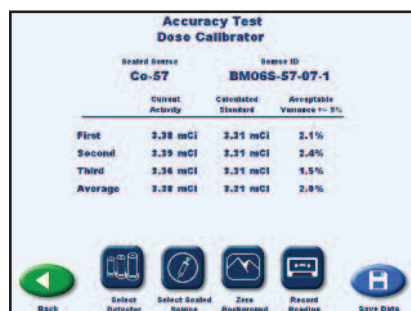 Accuracy Test
Dose Calibrator
Sealed Source Source ID
Co-57 BM06S-57-07-1
Current Activity Calculated Standard Acceptable Variance +- 5%
First 3.38 mCi 3.31 mCi 2.1%
Second 3.39 mCi 3.31 mCi 2.4%
Third 3.36 mCi 3.31 mCi 1.5%
Average 3.38 mCi 3.31 mCi 2.0%
Back Select Detector Select Sealed Source Zero Background Record Reading Save Data